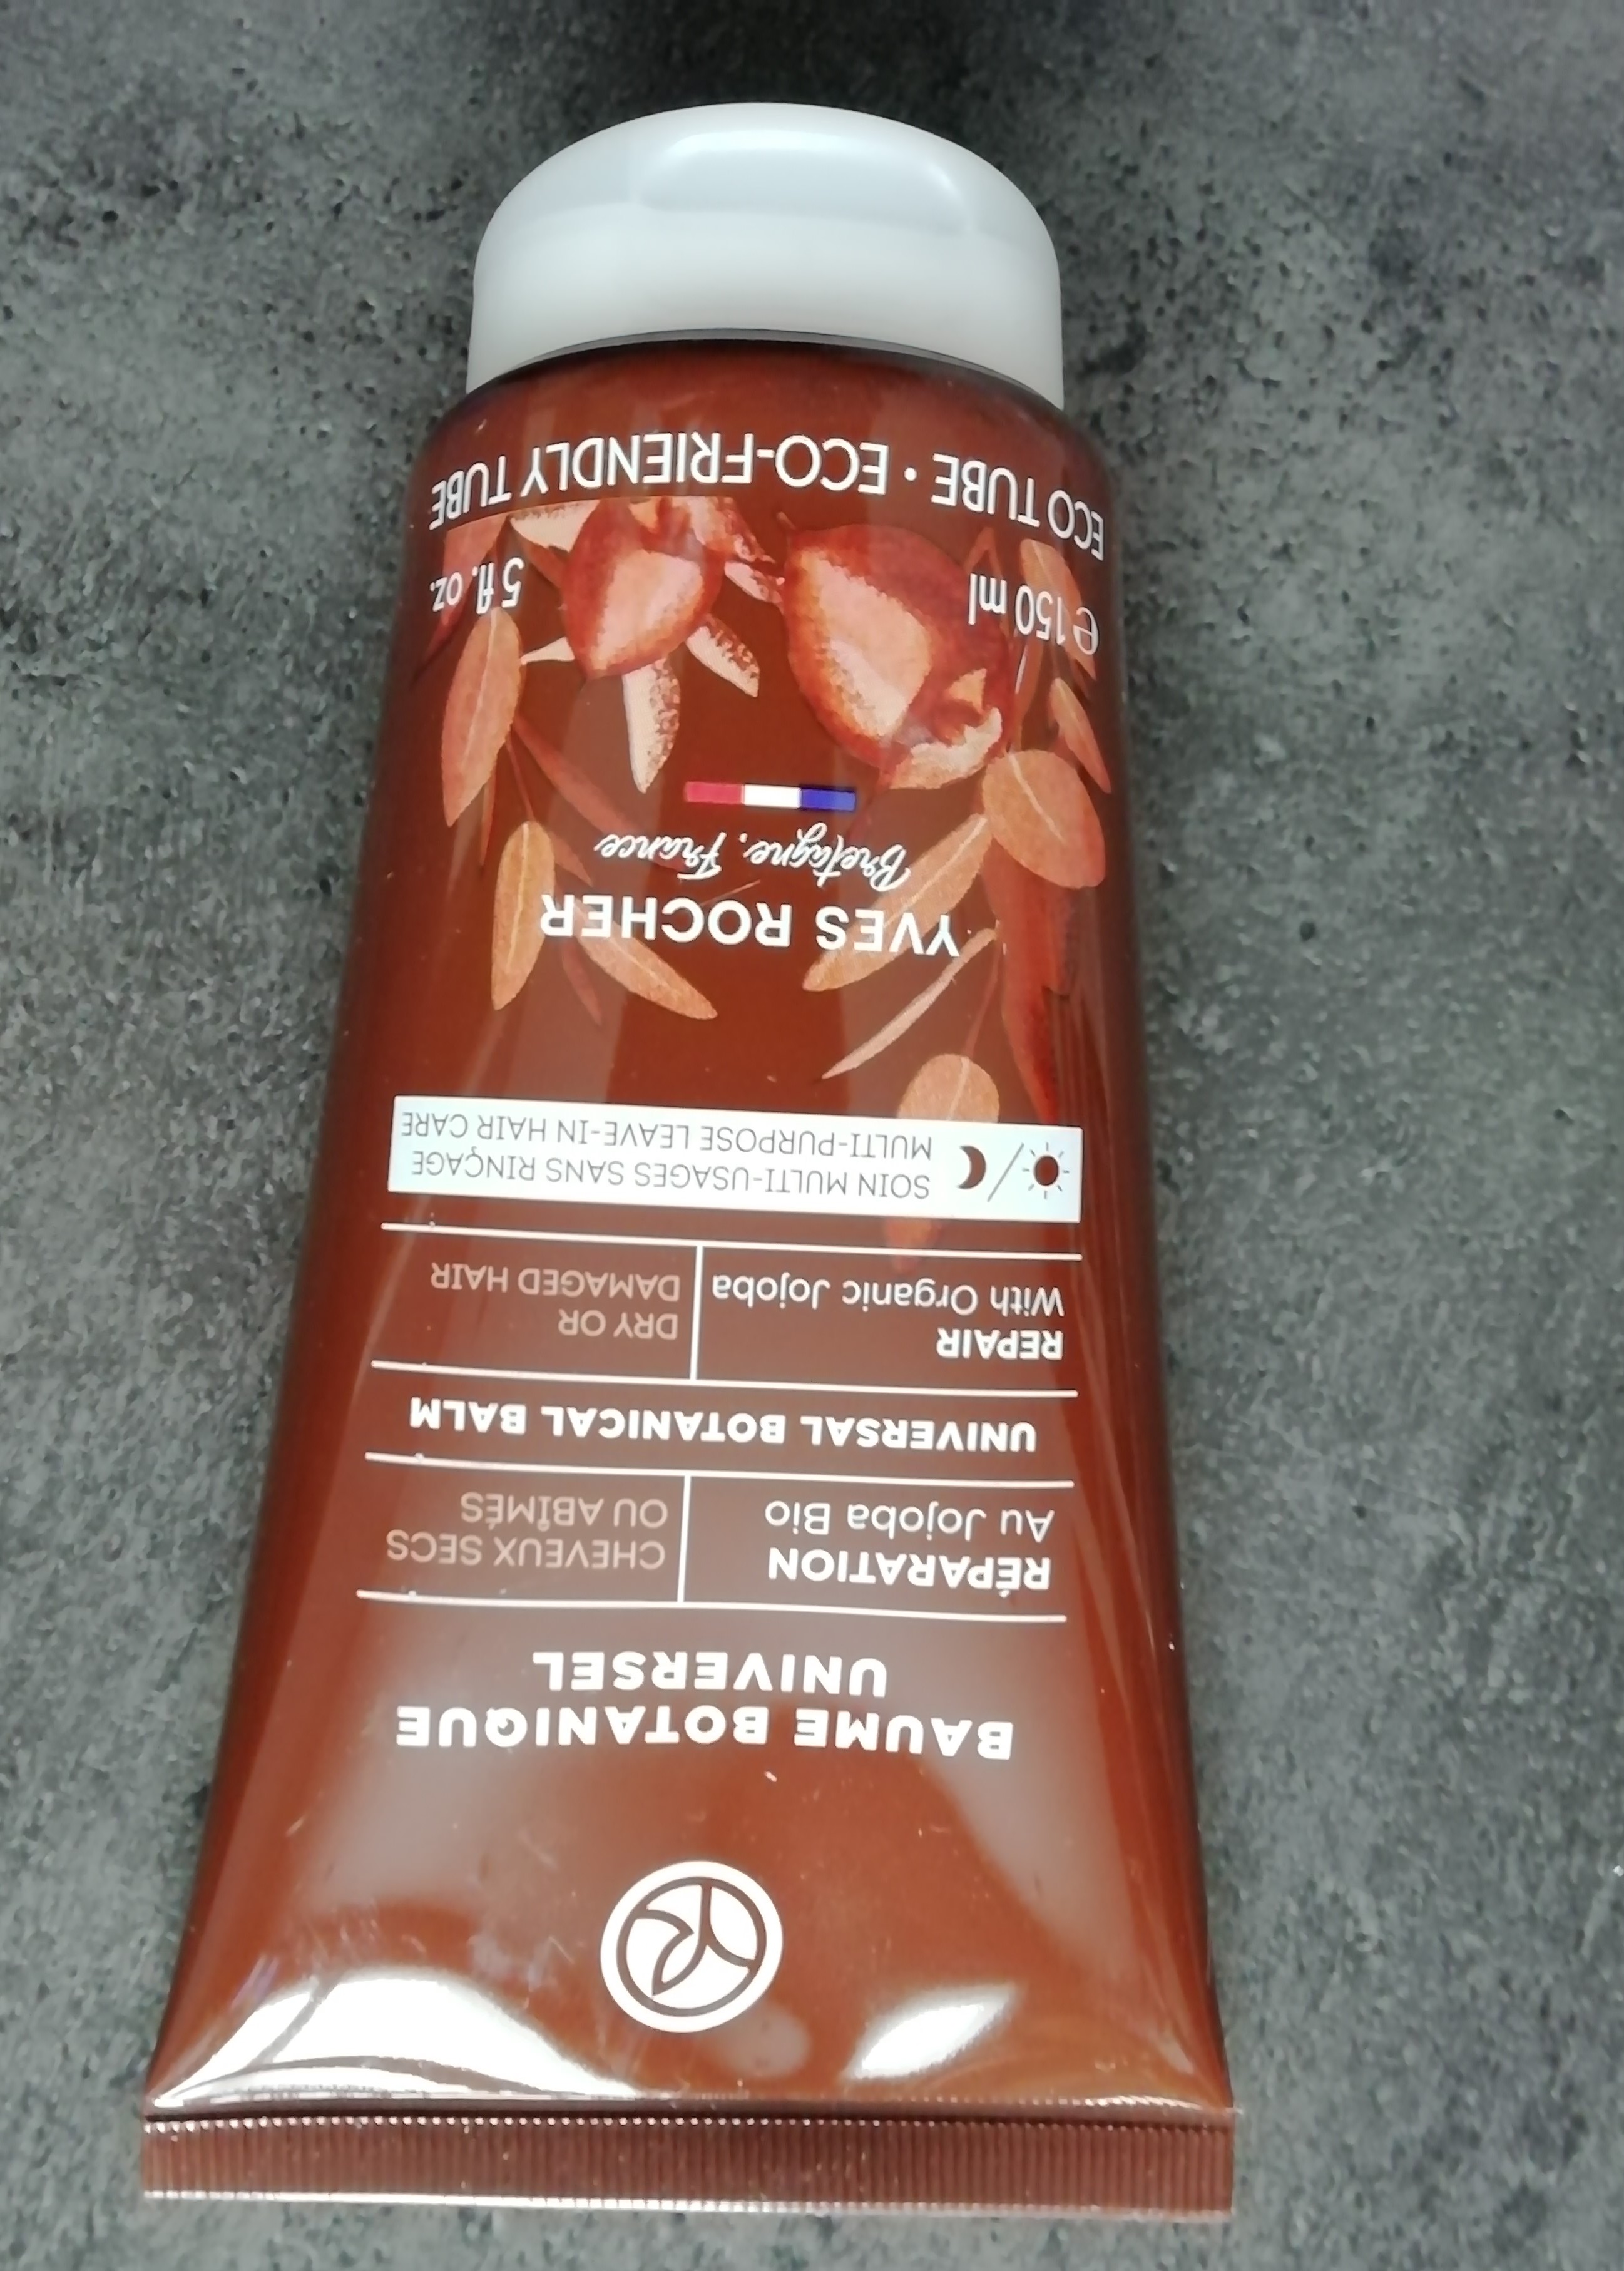 BAUME BOTANIQUE
UNIVERSEL
RÉPARATION
Au Jojoba Bio
CHEVEUX SECS
OU ABÎMÉS
UNIVERSAL BOTANICAL BALM
REPAIR
With Organic Jojoba
DRY OR
DAMAGED HAIR
SOIN MULTI-USAGES SANS RINÇAGE
MULTI-PURPOSE LEAVE-IN HAIR CARE
YVES ROCHER
Bretagne, France
℮ 150 ml
5 fl. oz.
ECO TUBE • ECO-FRIENDLY TUBE